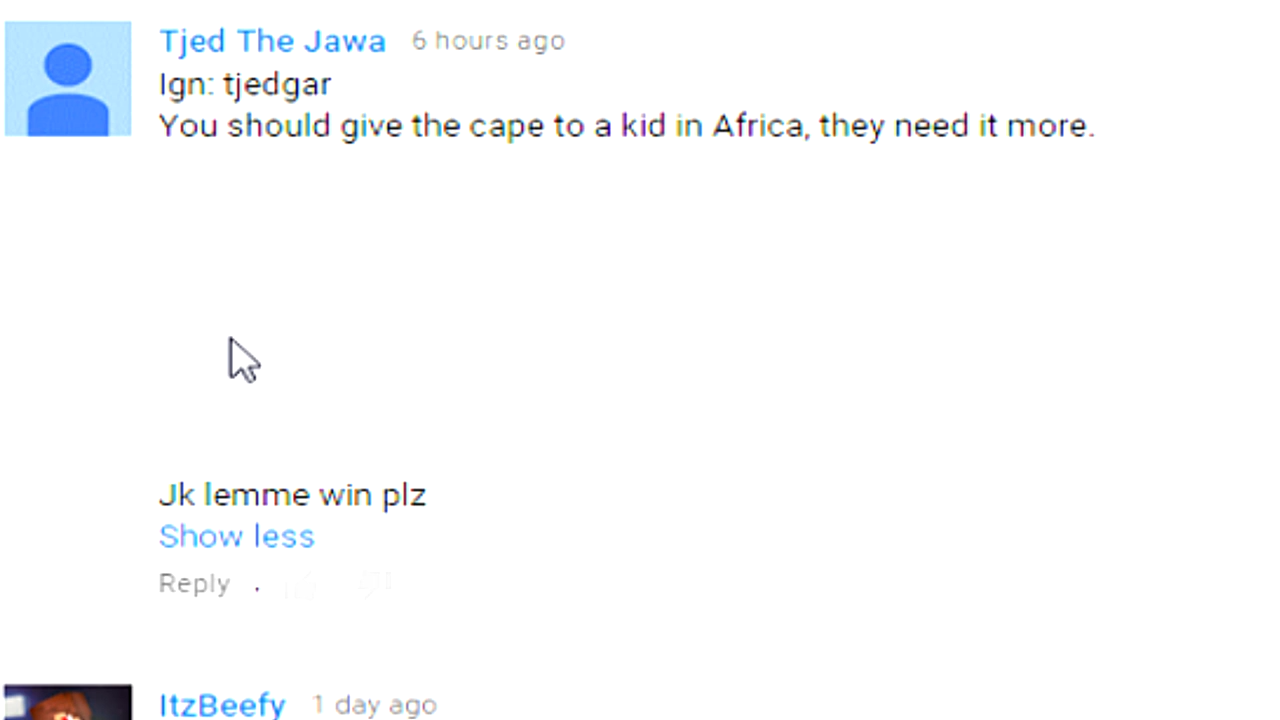 Tjed The Jawa 6 hours ago
Ign: tjedgar
You should give the cape to a kid in Africa, they need it more.
Jk lemme win plz
Show less
Reply .
ItzBeefy 1 day ago